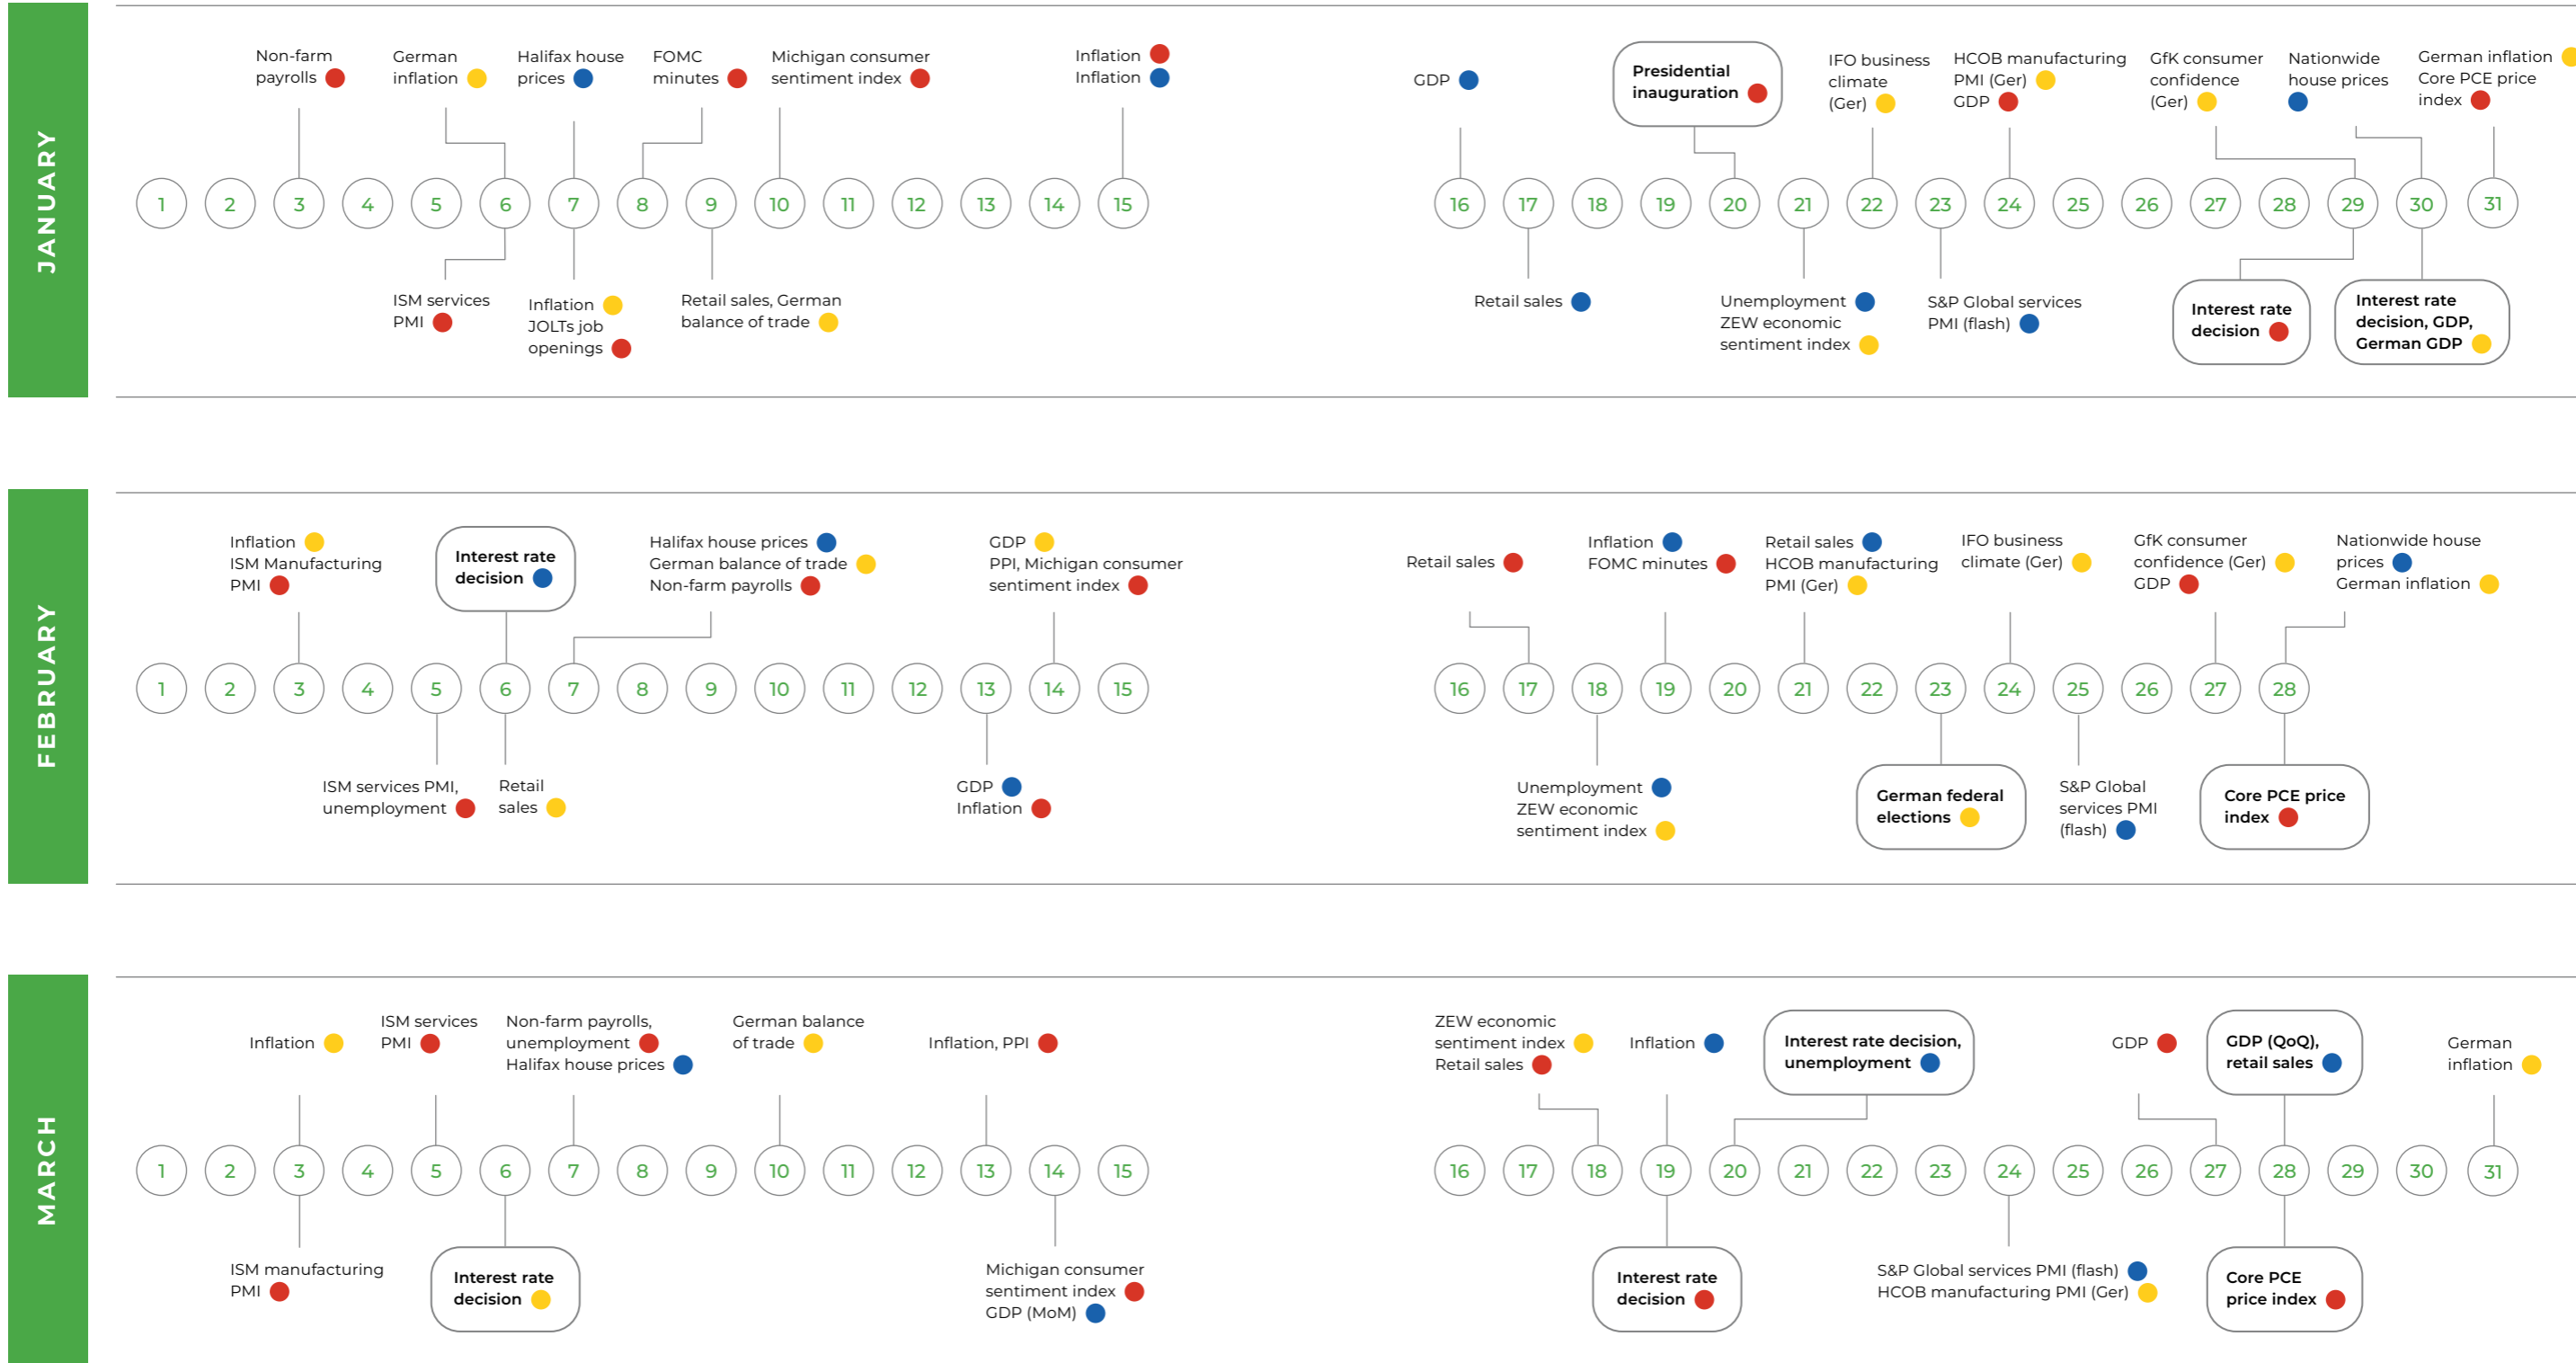 JANUARY
Non-farm
payrolls
German
inflation
Halifax house
prices
FOMC
minutes
Michigan consumer
sentiment index
Inflation
Inflation
GDP
Presidential
inauguration
IFO business
climate
(Ger)
HCOB manufacturing
PMI (Ger)
GDP
GfK consumer
confidence
(Ger)
Nationwide
house prices
German inflation
Core PCE price
index
1 2 3 4 5 6 7 8 9 10 11 12 13 14 15 16 17 18 19 20 21 22 23 24 25 26 27 28 29 30 31
ISM services
PMI
Inflation
JOLTs job
openings
Retail sales, German
balance of trade
Retail sales
Unemployment
ZEW economic
sentiment index
S&P Global services
PMI (flash)
Interest rate
decision
Interest rate
decision, GDP,
German GDP
FEBRUARY
Inflation
ISM Manufacturing
PMI
Interest rate
decision
Halifax house prices
German balance of trade
Non-farm payrolls
GDP
PPI, Michigan consumer
sentiment index
Retail sales
Inflation
FOMC minutes
Retail sales
HCOB manufacturing
PMI (Ger)
IFO business
climate (Ger)
GfK consumer
confidence (Ger)
GDP
Nationwide house
prices
German inflation
1 2 3 4 5 6 7 8 9 10 11 12 13 14 15 16 17 18 19 20 21 22 23 24 25 26 27 28
ISM services PMI,
unemployment
Retail
sales
GDP
Inflation
Unemployment
ZEW economic
sentiment index
German federal
elections
S&P Global
services PMI
(flash)
Core PCE price
index
MARCH
Inflation
ISM services
PMI
Non-farm payrolls,
unemployment
Halifax house prices
German balance
of trade
Inflation, PPI
ZEW economic
sentiment index
Retail sales
Inflation
Interest rate decision,
unemployment
GDP
GDP (QoQ),
retail sales
German
inflation
1 2 3 4 5 6 7 8 9 10 11 12 13 14 15 16 17 18 19 20 21 22 23 24 25 26 27 28 29 30 31
ISM manufacturing
PMI
Interest rate
decision
Michigan consumer
sentiment index
GDP (MoM)
Interest rate
decision
S&P Global services PMI (flash)
HCOB manufacturing PMI (Ger)
Core PCE
price index